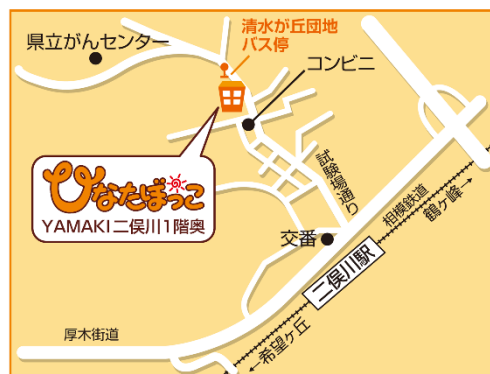 清水が丘団地
バス停
県立がんセンター
コンビニ
ひなたぼっこ
YAMAKI二俣川1階奥
試験場通り
相模鉄道
鶴ヶ峰→
交番
二俣川駅
厚木街道
←希望ヶ丘